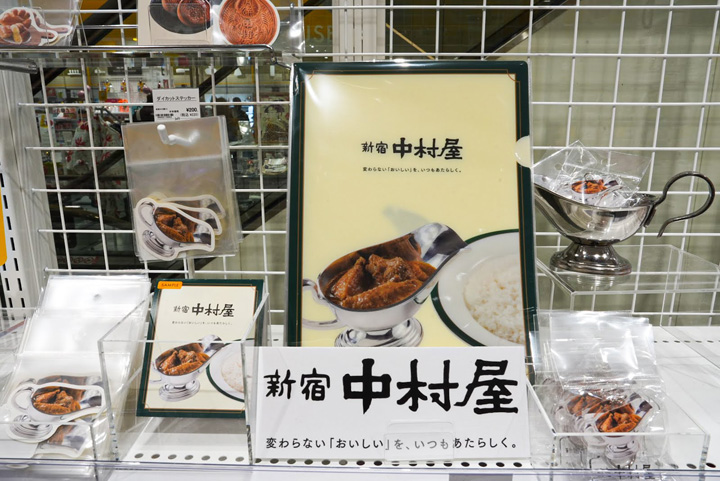 ダイカットステッカー
¥200
新宿 中村屋
変わらない「おいしい」を、いつもあたらしく。
SAMPLE
新宿 中村屋
新宿 中村屋
変わらない「おいしい」を、いつもあたらしく。